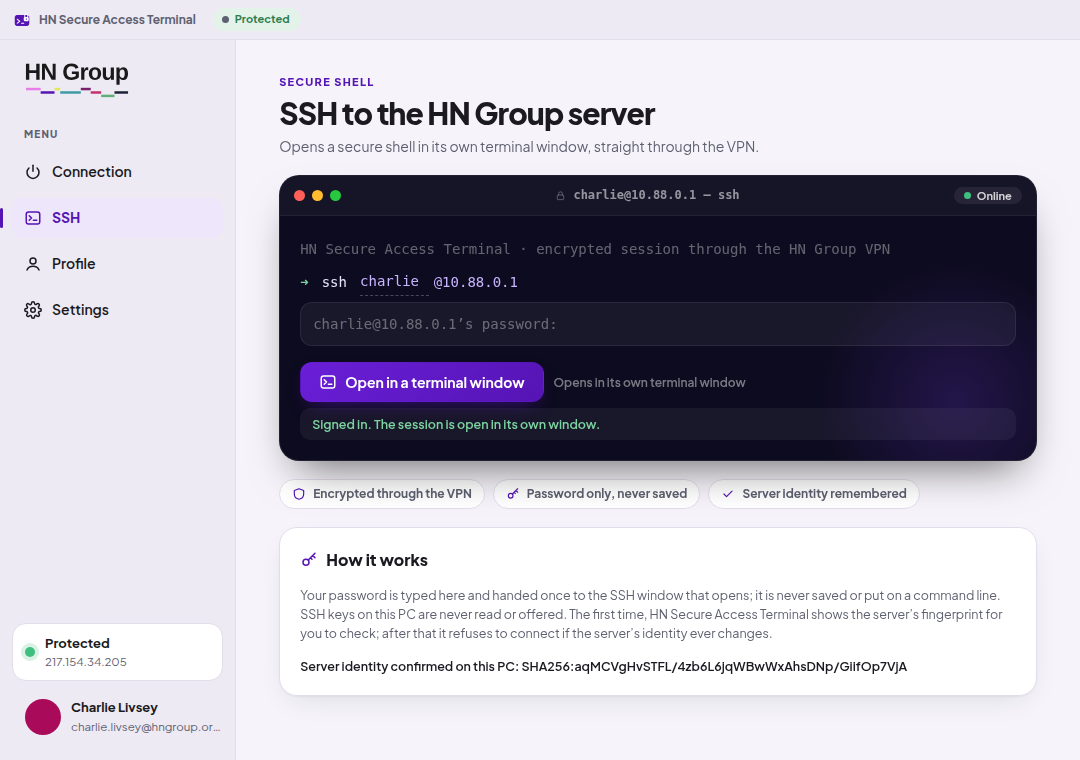 HN Secure Access Terminal
Protected
HN Group
MENU
Connection
SSH
Profile
Settings
Protected
217.154.34.205
Charlie Livsey
charlie.livsey@hngroup.or...
SECURE SHELL
SSH to the HN Group server
Opens a secure shell in its own terminal window, straight through the VPN.
charlie@10.88.0.1 — ssh
Online
HN Secure Access Terminal · encrypted session through the HN Group VPN
➜ ssh charlie @10.88.0.1
charlie@10.88.0.1’s password:
Open in a terminal window
Opens in its own terminal window
Signed in. The session is open in its own window.
Encrypted through the VPN
Password only, never saved
Server identity remembered
How it works
Your password is typed here and handed once to the SSH window that opens; it is never saved or put on a command line.
SSH keys on this PC are never read or offered. The first time, HN Secure Access Terminal shows the server’s fingerprint for
you to check; after that it refuses to connect if the server’s identity ever changes.
Server identity confirmed on this PC: SHA256:aqMCVgHvSTFL/4zb6L6jqWBwWxAhsDNp/GiIfOp7VjA